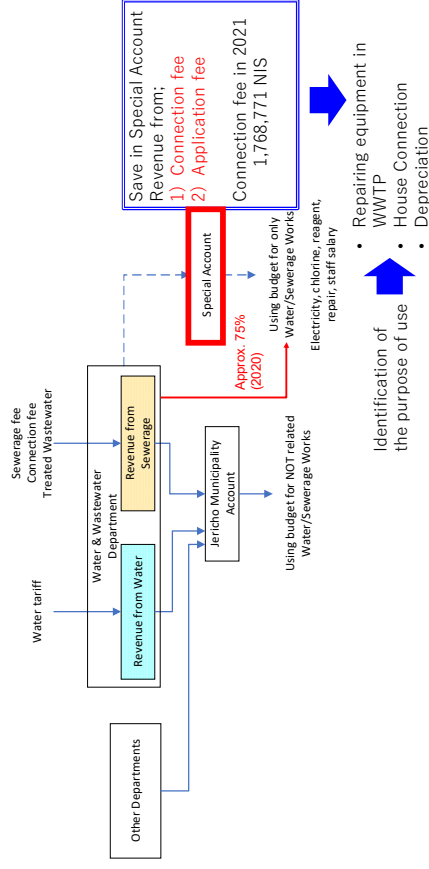 Other Departments
Water tariff
Sewerage fee
Connection fee
Treated Wastewater
Water & Wastewater
Department
Revenue from Water
Revenue from
Sewerage
Jericho Municipality
Account
Using budget for NOT related
Water/Sewerage Works
Approx. 75%
(2020)
Special Account
Using budget for only
Water/Sewerage Works
Electricity, chlorine, reagent,
repair, staff salary
Save in Special Account
Revenue from;
1) Connection fee
2) Application fee
Connection fee in 2021
1,768,771 NIS
Identification of
the purpose of use
• Repairing equipment in
WWTP
• House Connection
• Depreciation